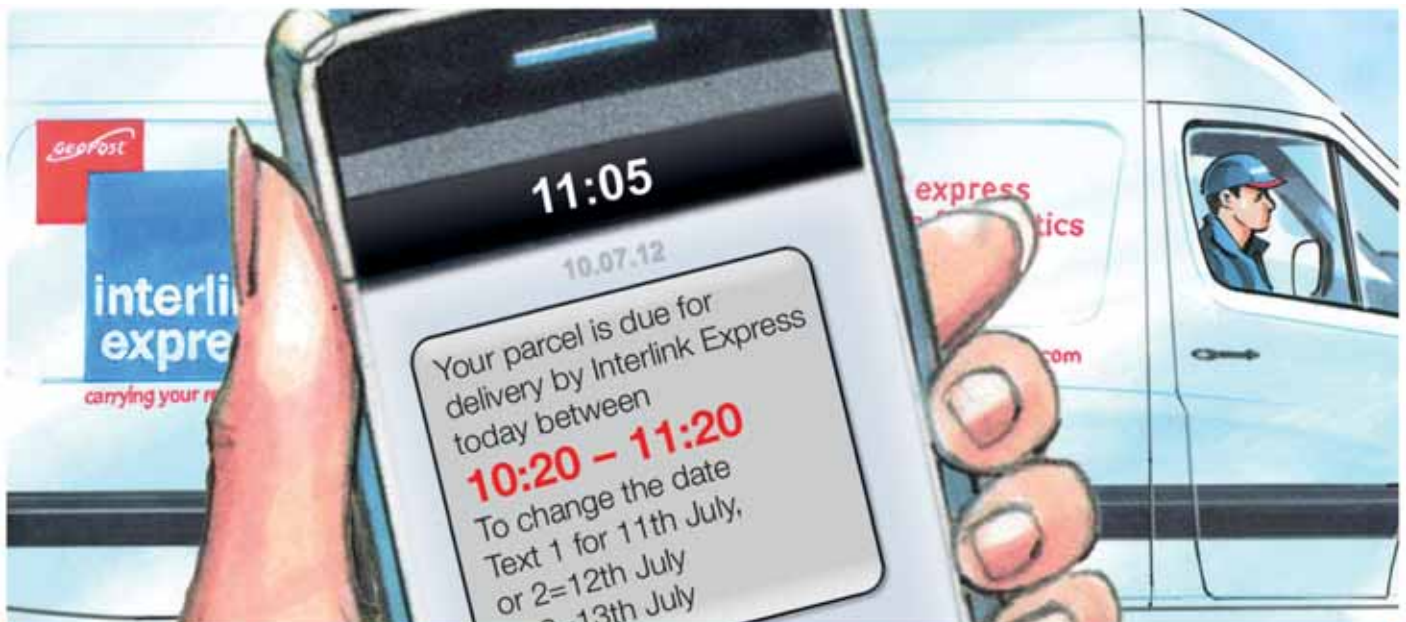 GEOPOST
interli
expre
carrying your r
11:05
10.07.12
Your parcel is due for
delivery by Interlink Express
today between
10:20 – 11:20
To change the date
Text 1 for 11th July,
or 2=12th July
13th July
express
tics
com